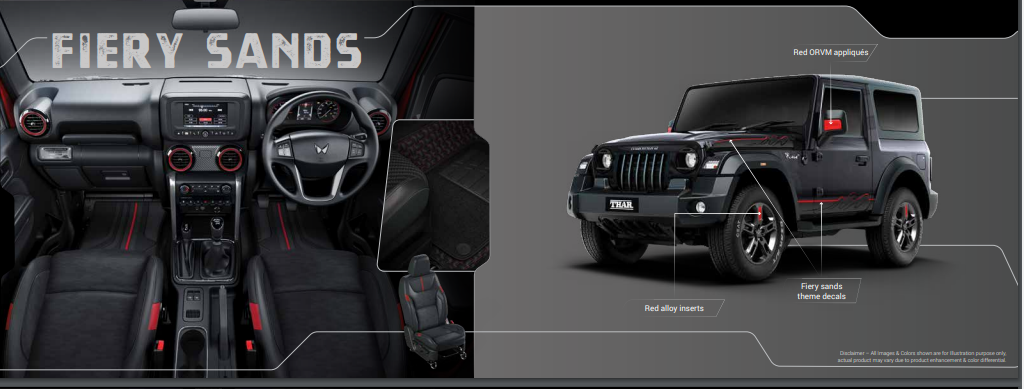 FIERY SANDS
Red ORVM appliqués
THAR
Red alloy inserts
Fiery sands
theme decals
Disclaimer – All Images & Colors shown are for illustration purpose only,
actual product may vary due to product enhancement & color differential.